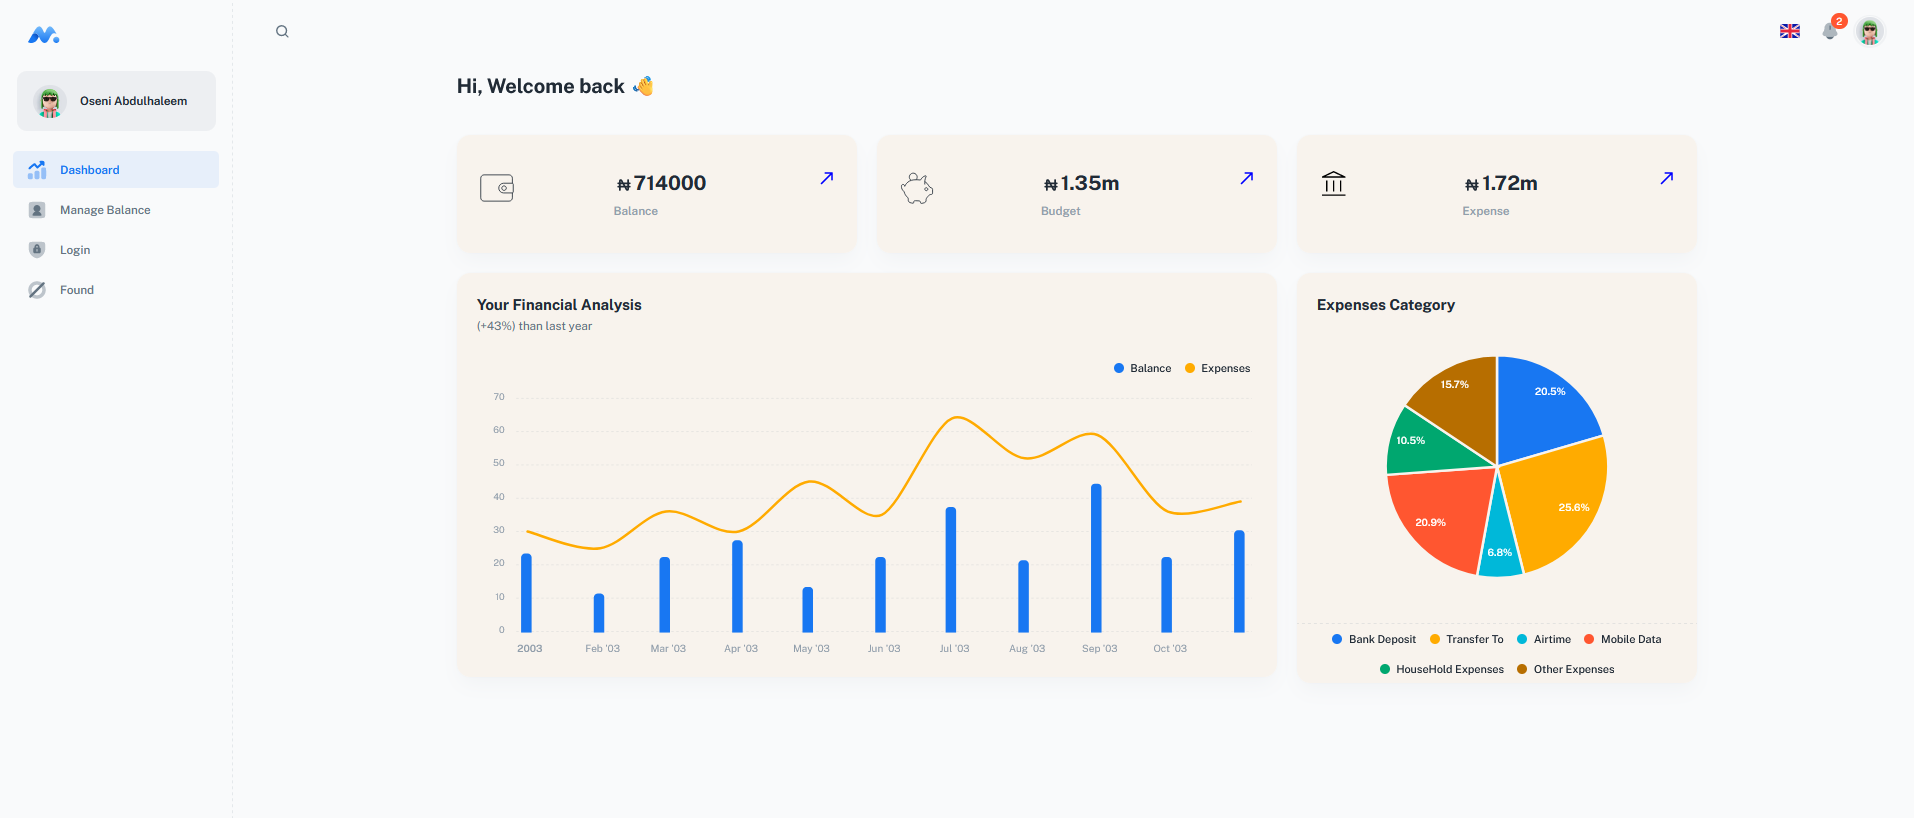 2
Oseni Abdulhaleem
Dashboard
Manage Balance
Login
Found
Hi, Welcome back 👋
₦ 714000
Balance
₦ 1.35m
Budget
₦ 1.72m
Expense
Your Financial Analysis
(+43%) than last year
Balance Expenses
70
60
50
40
30
20
10
0
2003 Feb '03 Mar '03 Apr '03 May '03 Jun '03 Jul '03 Aug '03 Sep '03 Oct '03
Expenses Category
15.7%
20.5%
10.5%
25.6%
20.9%
6.8%
Bank Deposit Transfer To Airtime Mobile Data
HouseHold Expenses Other Expenses